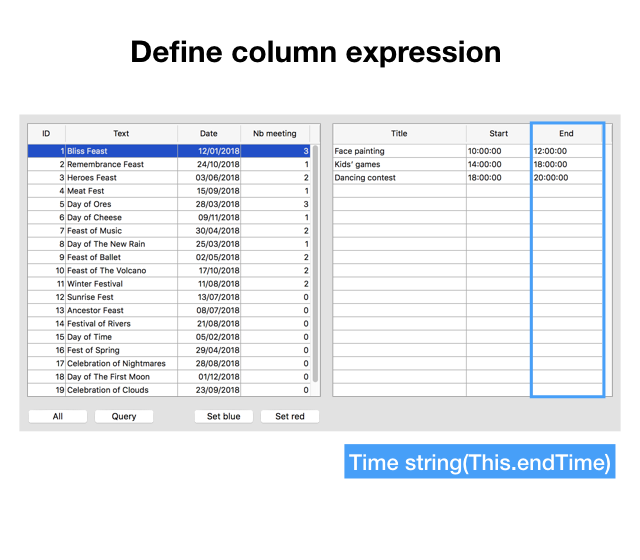 Define column expression
ID Text Date Nb meeting
1 Bliss Feast 12/01/2018 3
2 Remembrance Feast 24/10/2018 1
3 Heroes Feast 03/06/2018 2
4 Meat Fest 15/09/2018 1
5 Day of Ores 28/03/2018 3
6 Day of Cheese 09/11/2018 1
7 Feast of Music 30/04/2018 2
8 Day of The New Rain 25/03/2018 1
9 Feast of Ballet 02/05/2018 2
10 Feast of The Volcano 17/10/2018 2
11 Winter Festival 11/08/2018 2
12 Sunrise Fest 13/07/2018 0
13 Ancestor Feast 08/07/2018 0
14 Festival of Rivers 21/08/2018 0
15 Day of Time 05/02/2018 0
16 Fest of Spring 29/04/2018 0
17 Celebration of Nightmares 28/08/2018 0
18 Day of The First Moon 01/12/2018 0
19 Celebration of Clouds 23/09/2018 0
All Query Set blue Set red
Title Start End
Face painting 10:00:00 12:00:00
Kids' games 14:00:00 18:00:00
Dancing contest 18:00:00 20:00:00
Time string(This.endTime)